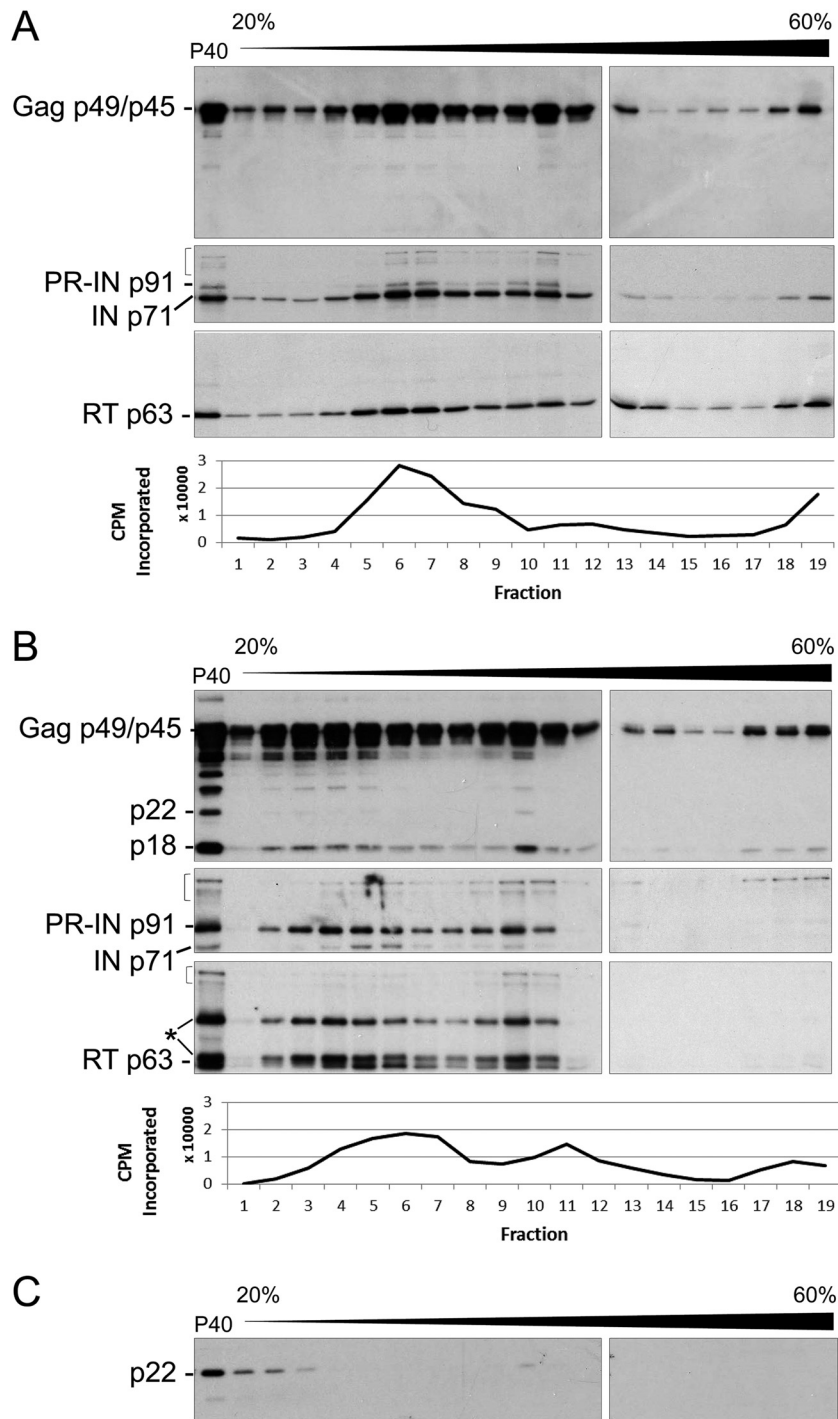 A
20% 60%
P40
Gag p49/p45 -
PR-IN p91 -
IN p71
RT p63 -
CPM
Incorporated
x 10000
3
2
1
0
1 2 3 4 5 6 7 8 9 10 11 12 13 14 15 16 17 18 19
Fraction
B
20% 60%
P40
Gag p49/p45 -
p22 -
p18 -
PR-IN p91 -
IN p71
*
RT p63 -
CPM
Incorporated
x 10000
3
2
1
0
1 2 3 4 5 6 7 8 9 10 11 12 13 14 15 16 17 18 19
Fraction
C
20% 60%
P40
p22 -